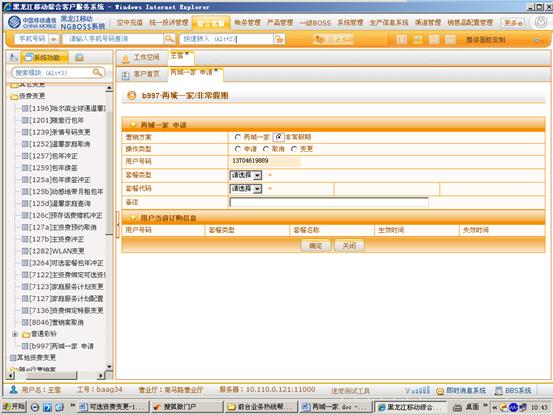 黑龙江移动综合客户服务系统 - Windows Internet Explorer
中国移动通信 CHINA MOBILE 黑龙江移动 NGBOSS系统 空中充值 统一投诉管理 综合客服 帐务管理 产品管理 一级BOSS 系统管理 生产信息系统 渠道管理 销售品配置管理 更多
手机号码 请输入手机号码查询 快速转入 (Alt+Z) 整体面板定制
系统功能
工作空间 王雪
搜索模块 (Alt+3)
客户首页 两城一家 申请
其它变更
资费变更
b997·两城一家/非常假期
[1201]随意行包年
[1239]亲情号码变更
[1252]温馨家庭取消
[1257]包年冲正
[1259]包年续签
[125a]包年续签冲正
[125b]动感地带月租包年
[125d]温馨家庭查询
[126c]预存话费缩机冲正
[127a]主资费预约取消
[127b]主资费冲正
[1282]WLAN变更
[3264]可选套餐包年冲正
[7122]主资费绑定可选资费
[7123]家庭服务计划变更
[7127]家庭服务计划配置
[7136]资费绑定特服变更
[8046]营销案取消
普通彩铃
[b997]两城一家 申请
其他资费变更
随e行营销案
两城一家 申请
营销方案 两城一家 非常假期
操作类型 申请 取消 变更
用户号码 13704619889
套餐类型 请选择
套餐代码 请选择
备注
用户当前订购信息
用户号码 套餐类型 套餐名称 生效时间 失效时间
确定 关闭
用户名：王雪 工号：baag34 营业厅：南马路营业厅 服务器：10.110.0.121:11000 速度测试工具 即时消息系统 BBS系统
开始 可选资费变更-1... 搜狐微门户 前台业务热线帮... 两城一家.doc -... 黑龙江移动综合... 桌面 10:43